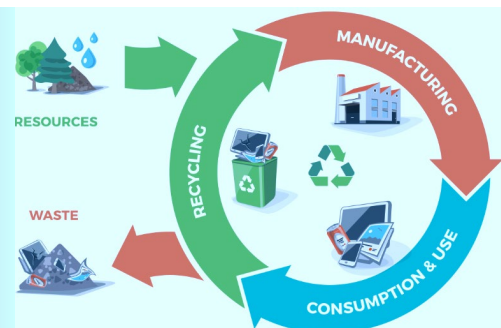 RESOURCES
MANUFACTURING
RECYCLING
WASTE
CONSUMPTION & USE